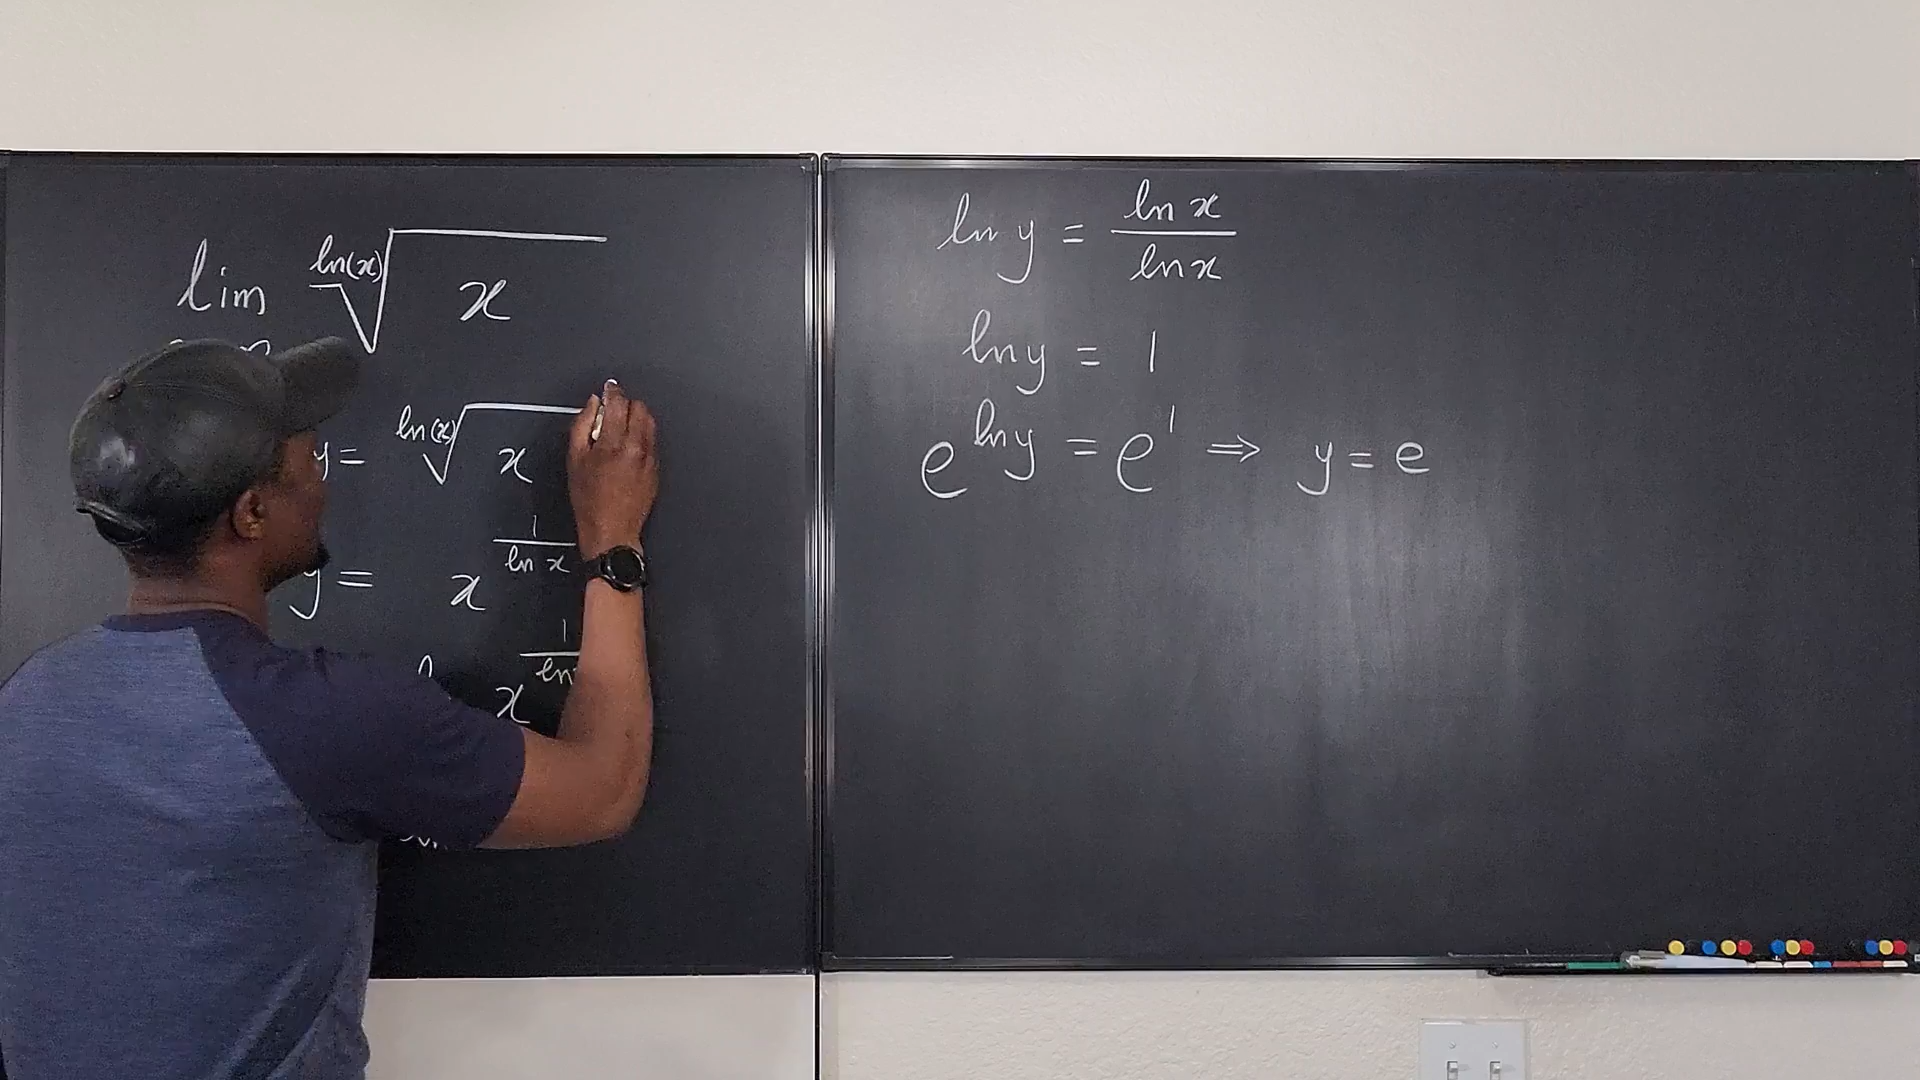 lim ln(x)√x
y = ln(x)√x
y = x^(1/ln x)
x^(1/ln
ln y = ln x / ln x
ln y = 1
e^(ln y) = e^1 ⇒ y = e